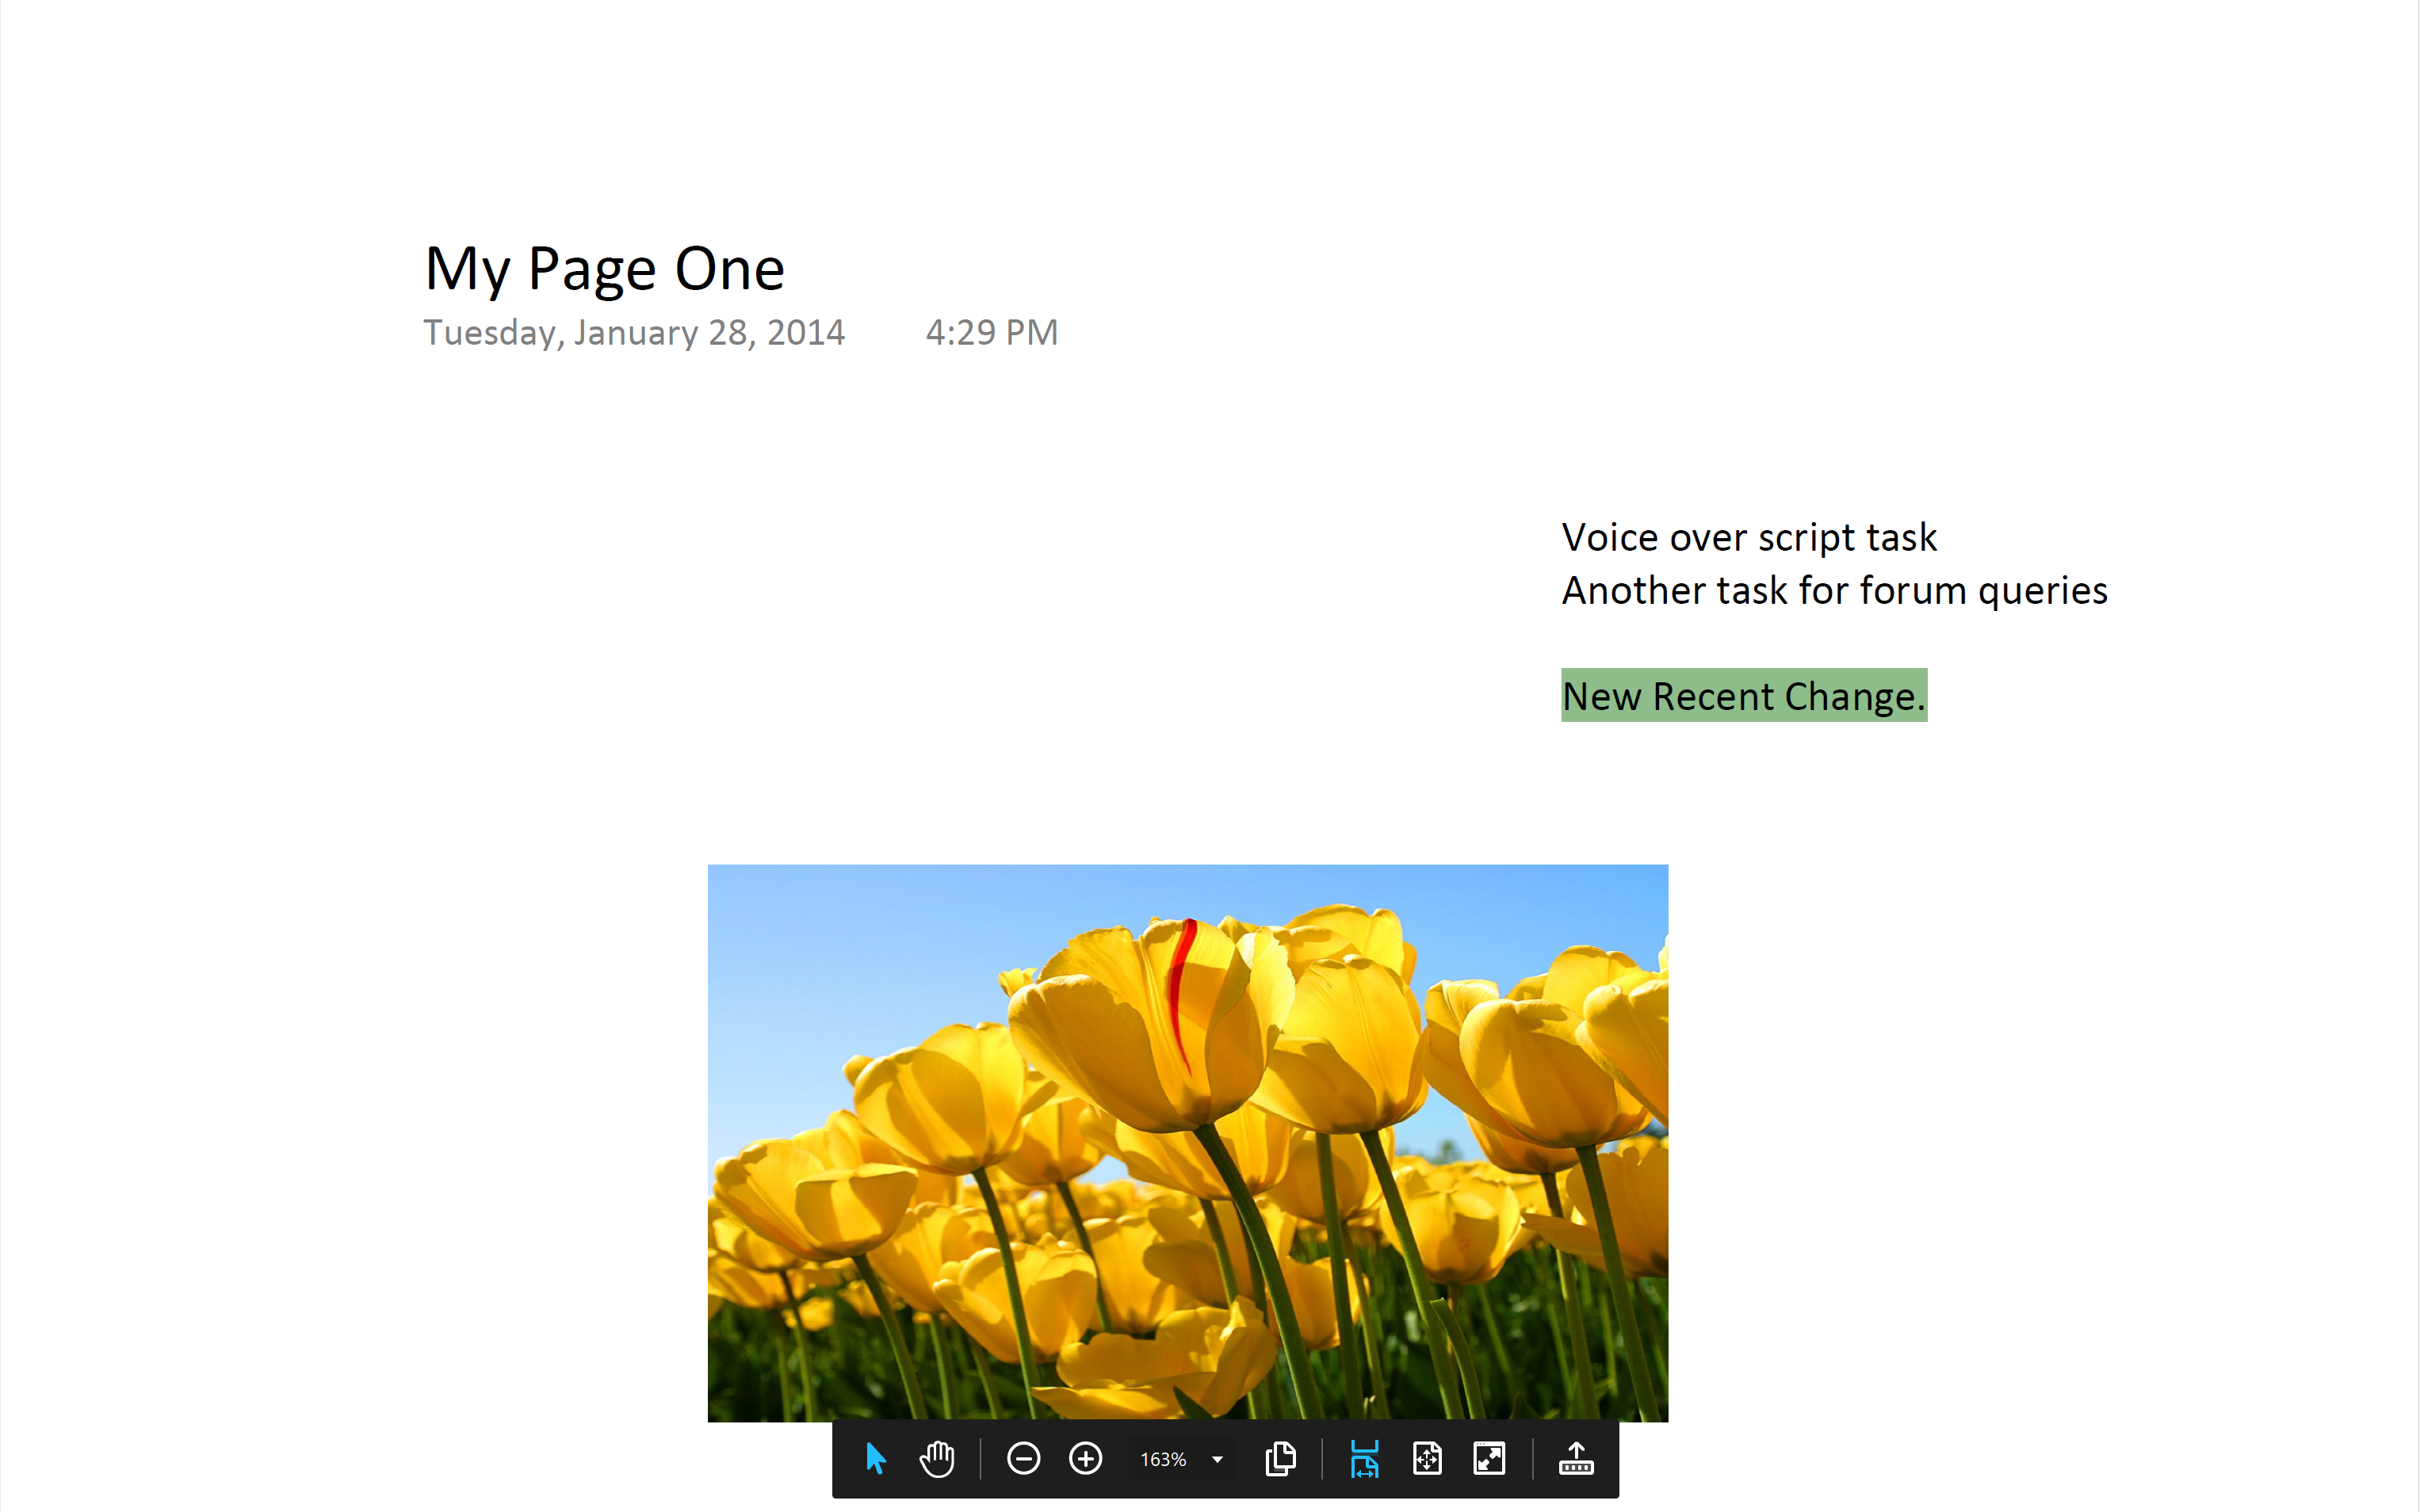 My Page One
Tuesday, January 28, 2014 4:29 PM
Voice over script task
Another task for forum queries
New Recent Change.
163%